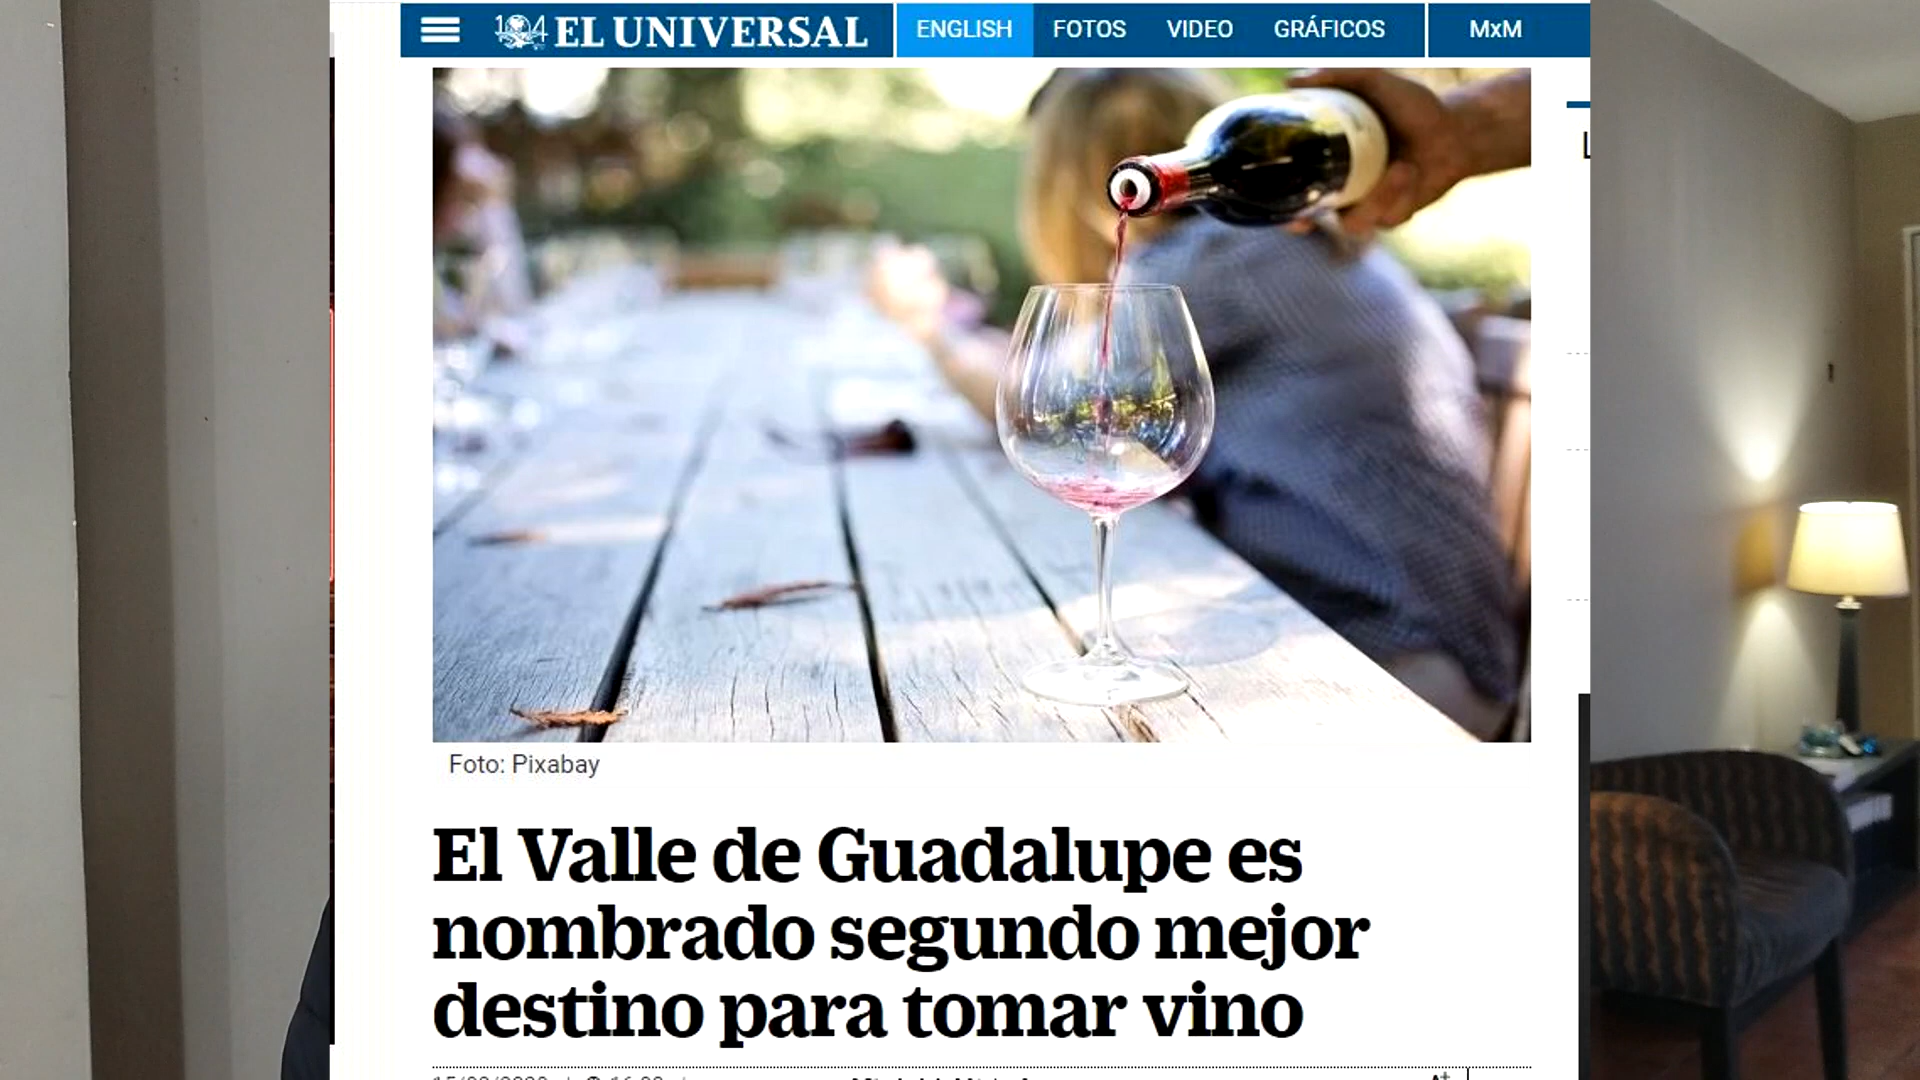 104 EL UNIVERSAL ENGLISH FOTOS VIDEO GRÁFICOS MxM
Foto: Pixabay
El Valle de Guadalupe es
nombrado segundo mejor
destino para tomar vino